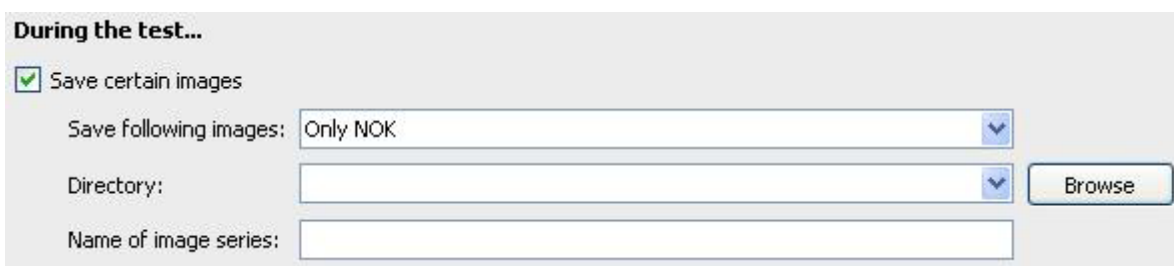 During the test...
Save certain images
Save following images: Only NOK
Directory: Browse
Name of image series: